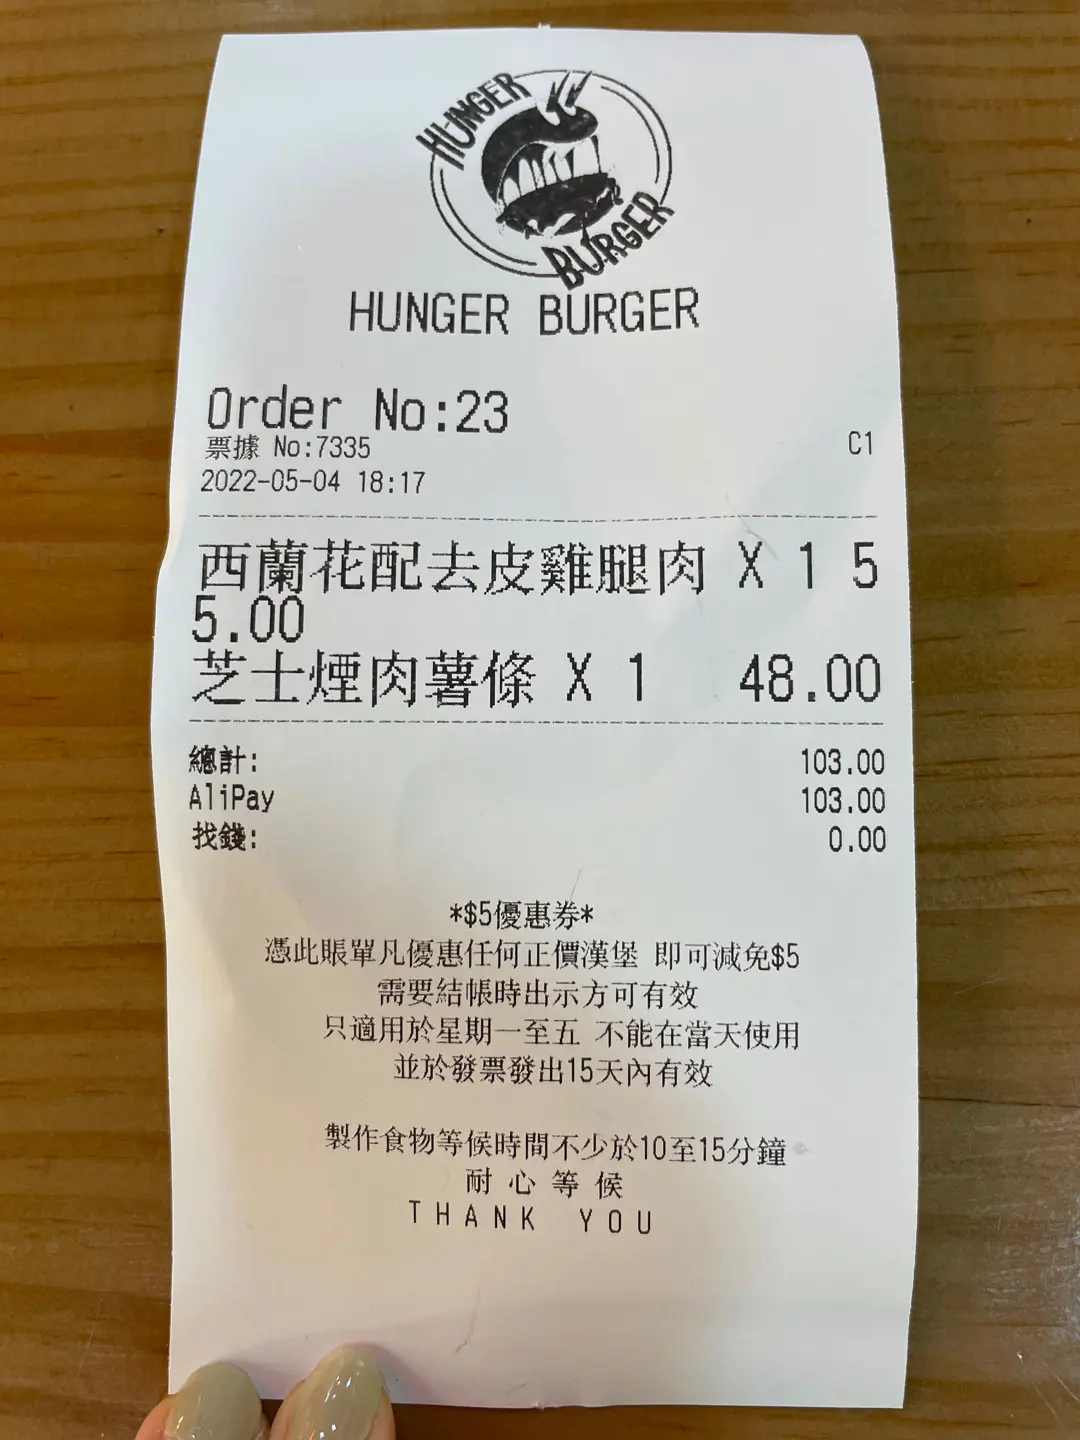 HUNGER
BURGER
HUNGER BURGER
Order No:23
票據 No:7335 C1
2022-05-04 18:17
西蘭花配去皮雞腿肉 X 1 5
5.00
芝士煙肉薯條 X 1 48.00
總計: 103.00
AliPay 103.00
找錢: 0.00
*$5優惠券*
憑此賬單凡優惠任何正價漢堡 即可減免$5
需要結帳時出示方可有效
只適用於星期一至五 不能在當天使用
並於發票發出15天內有效
製作食物等候時間不少於10至15分鐘
耐 心 等 候
THANK YOU